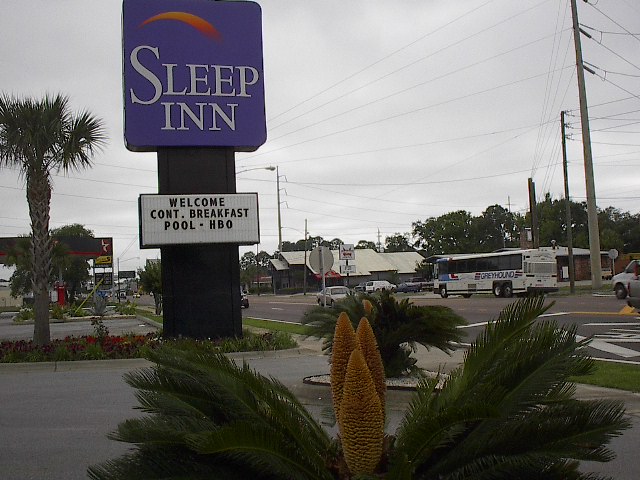 SLEEP
INN
WELCOME
CONT. BREAKFAST
POOL - HBO
GREYHOUND